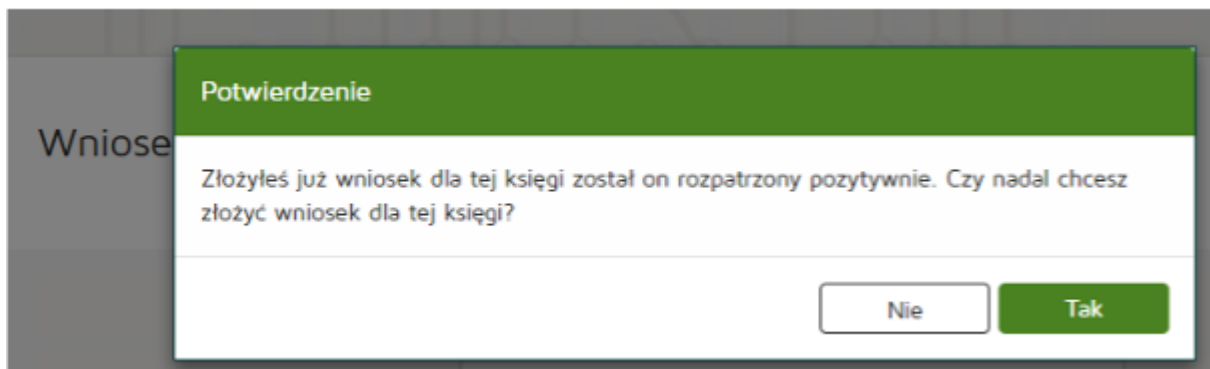 Potwierdzenie
Wniose
Złożyłeś już wniosek dla tej księgi został on rozpatrzony pozytywnie. Czy nadal chcesz
złożyć wniosek dla tej księgi?
Nie
Tak